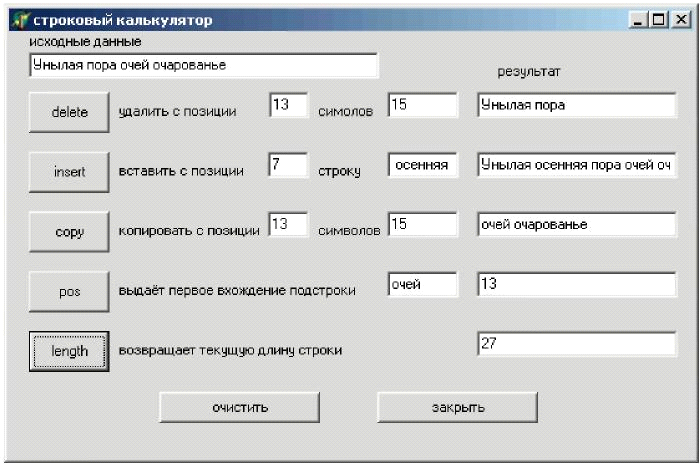 строковый калькулятор
исходные данные
Унылая пора очей очарованье
результат
delete удалить с позиции 13 симолов 15 Унылая пора
insert вставить с позиции 7 строку осенняя Унылая осенняя пора очей оч
copy копировать с позиции 13 символов 15 очей очарованье
pos выдаёт первое вхождение подстроки очей 13
length возвращает текущую длину строки 27
очистить закрыть